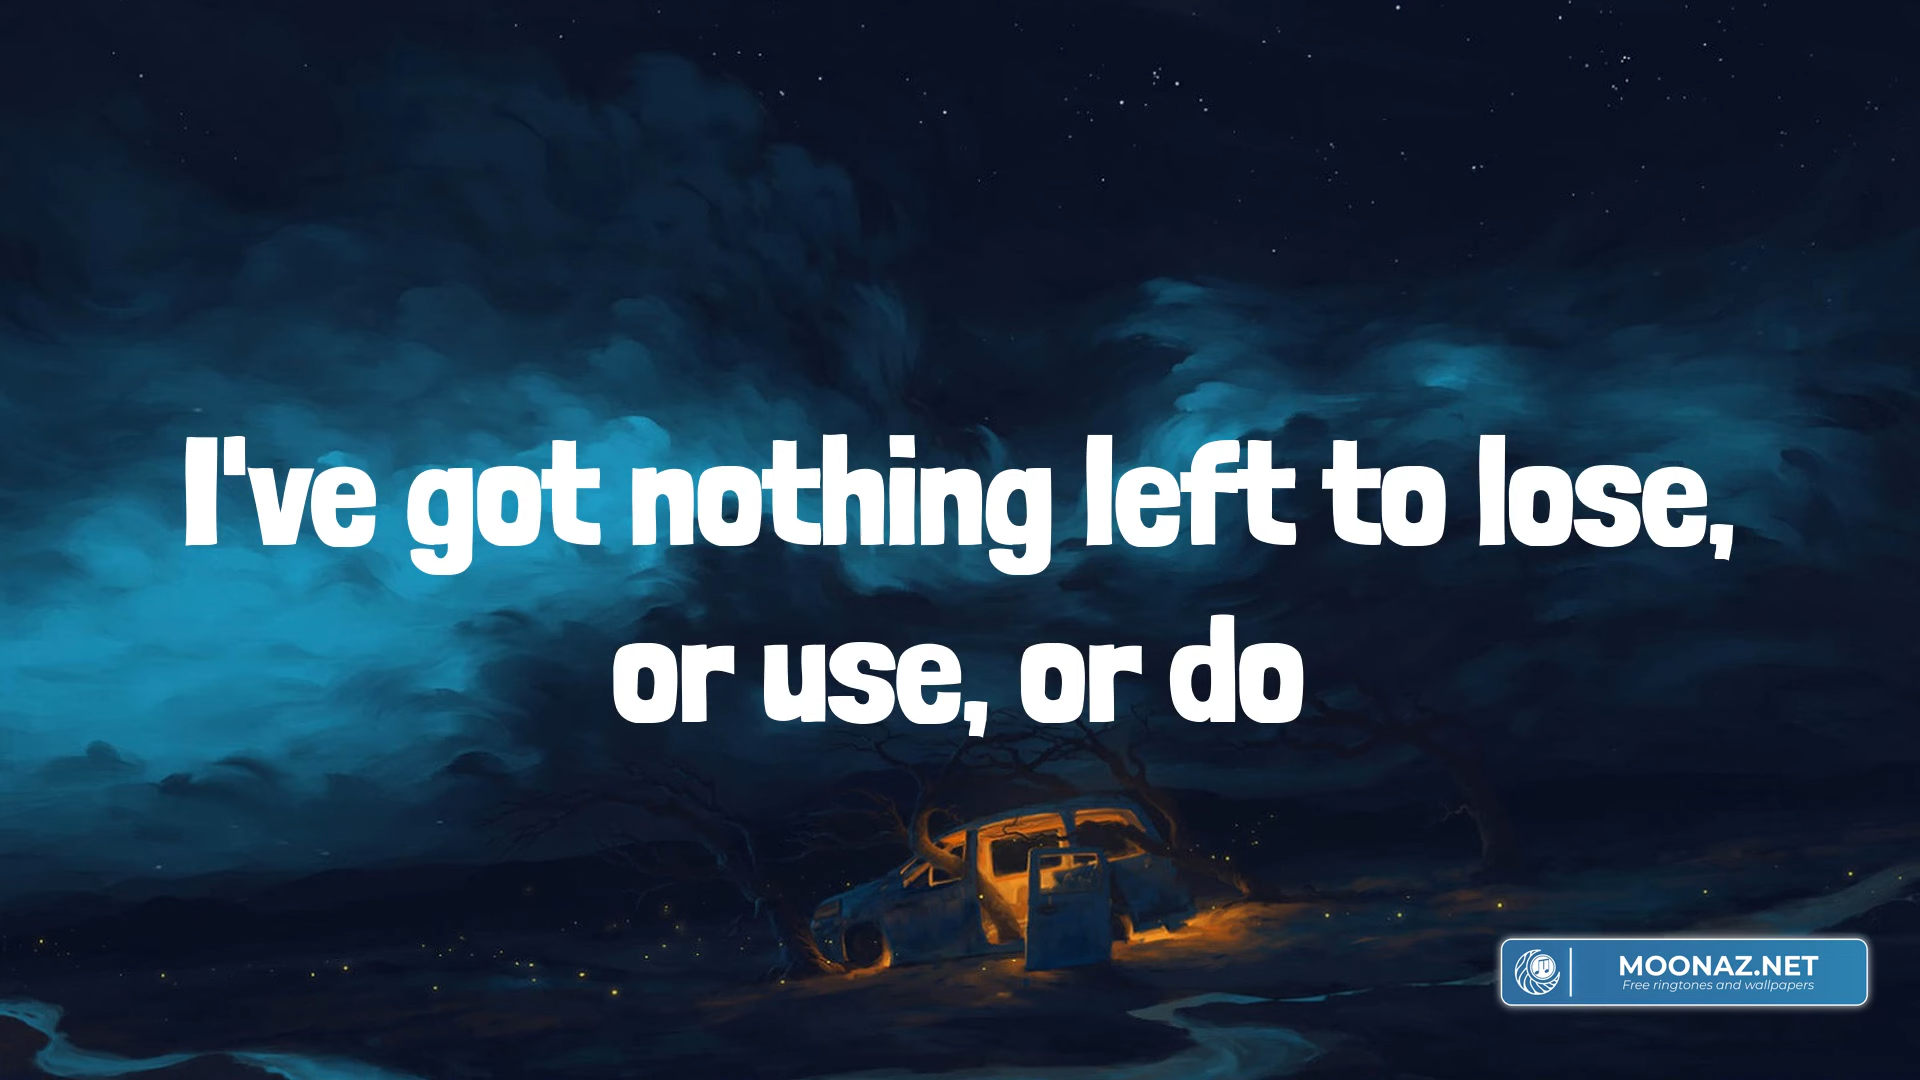 I've got nothing left to lose,
or use, or do
MOONAZ.NET
Free ringtones and wallpapers